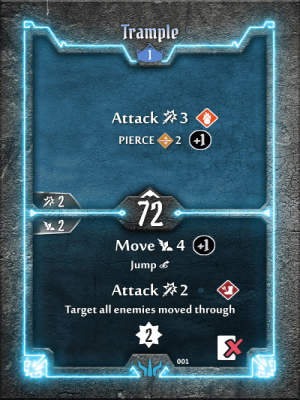 Trample
1
Attack 3
PIERCE 2 +1
2
72
2
Move 4 +1
Jump
Attack 2
Target all enemies moved through
2
001